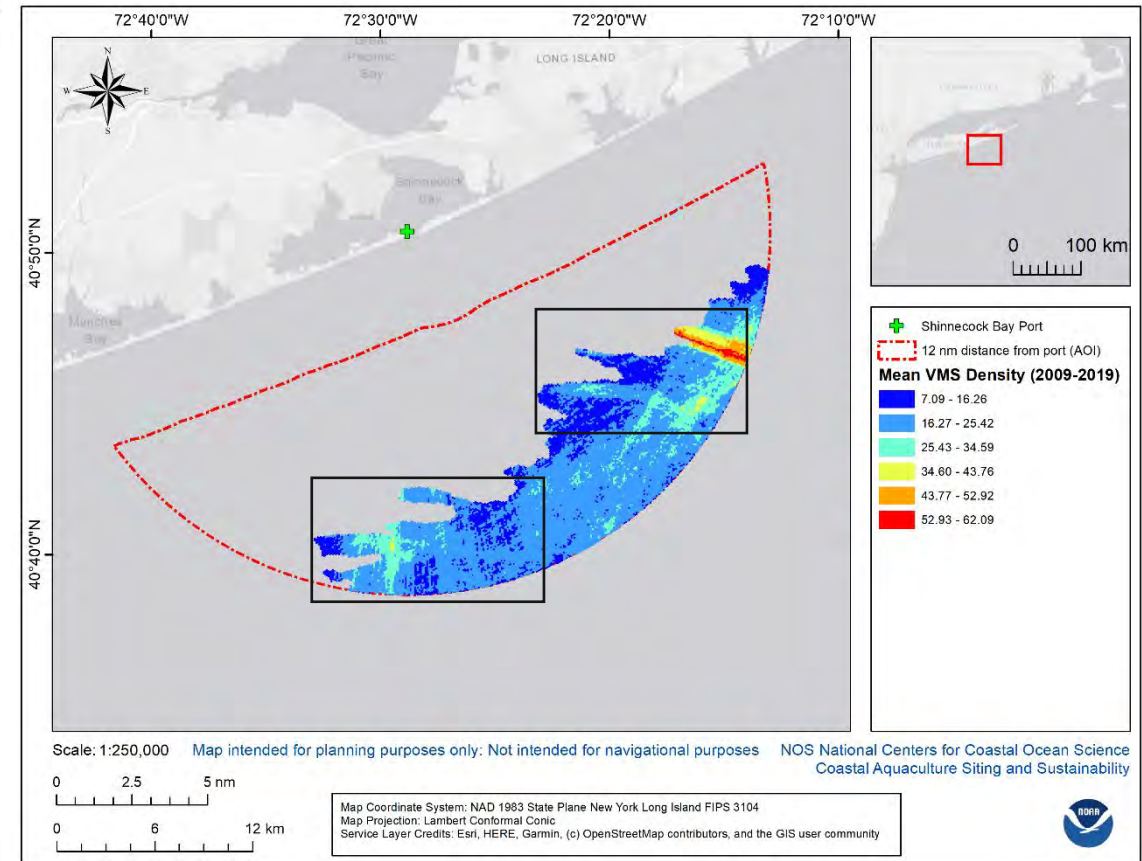 72°40'0"W 72°30'0"W 72°20'0"W 72°10'0"W
N
W E
S
Great
Peconic
Bay
LONG ISLAND
Shinnecock
Bay
Moriches
Bay
40°50'0"N
40°40'0"N
0 100 km
Shinnecock Bay Port
12 nm distance from port (AOI)
Mean VMS Density (2009-2019)
7.09 - 16.26
16.27 - 25.42
25.43 - 34.59
34.60 - 43.76
43.77 - 52.92
52.93 - 62.09
Scale: 1:250,000 Map intended for planning purposes only: Not intended for navigational purposes
NOS National Centers for Coastal Ocean Science
Coastal Aquaculture Siting and Sustainability
0 2.5 5 nm
0 6 12 km
Map Coordinate System: NAD 1983 State Plane New York Long Island FIPS 3104
Map Projection: Lambert Conformal Conic
Service Layer Credits: Esri, HERE, Garmin, (c) OpenStreetMap contributors, and the GIS user community
NOAA